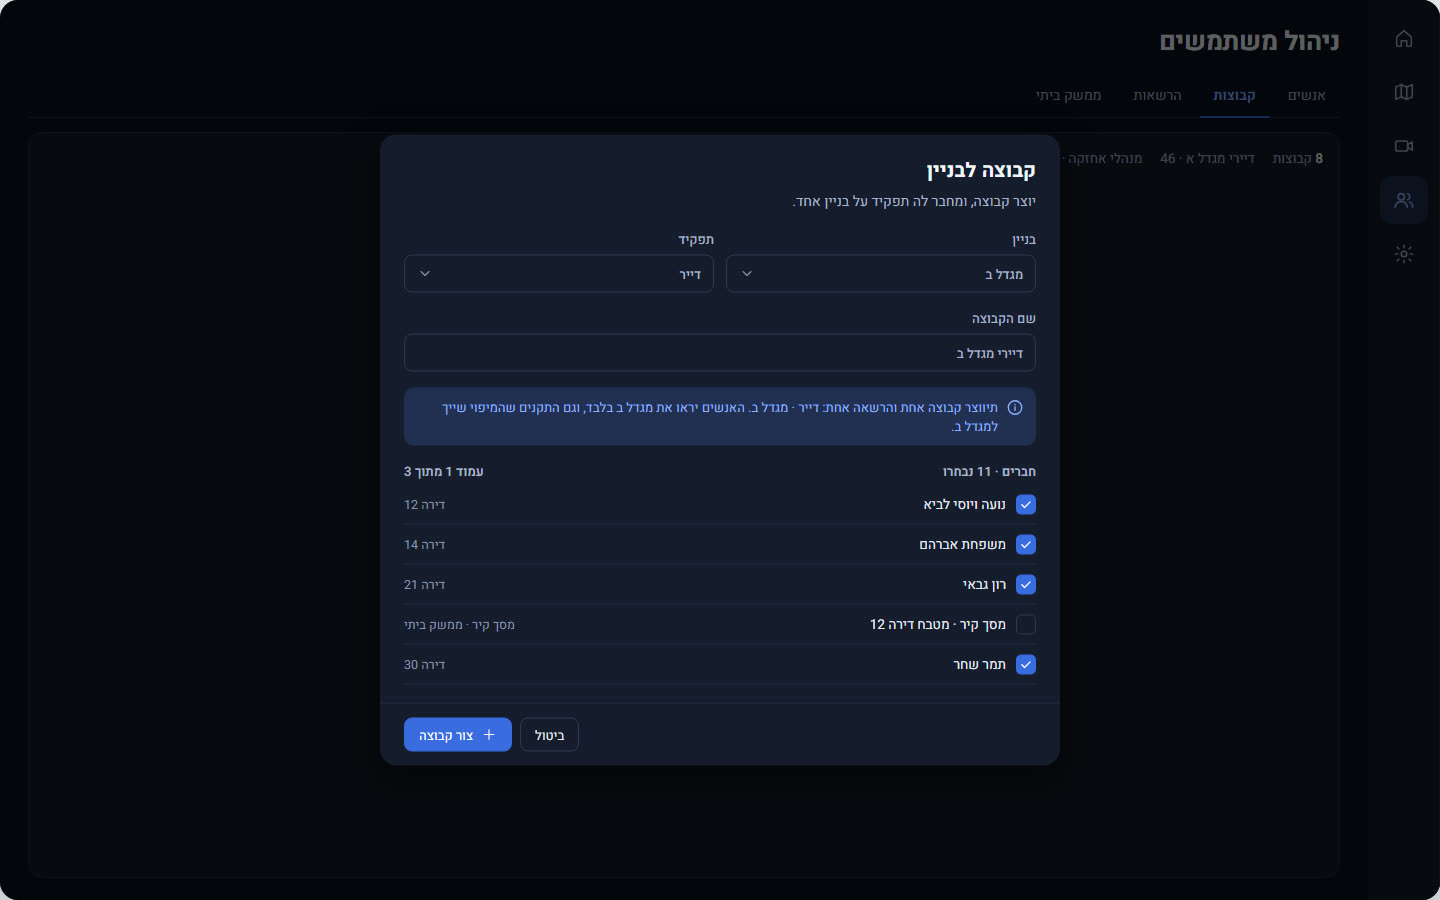 ניהול משתמשים
אנשים
קבוצות
הרשאות
ממשק ביתי
8 קבוצות
דיירי מגדל א · 46
מנהלי אחזקה ·
קבוצה לבניין
יוצר קבוצה, ומחבר לה תפקיד על בניין אחד.
בניין
תפקיד
מגדל ב
דייר
שם הקבוצה
דיירי מגדל ב
תיווצר קבוצה אחת והרשאה אחת: דייר · מגדל ב. האנשים יראו את מגדל ב בלבד, וגם התקנים שהמיפוי שייך
למגדל ב.
חברים · 11 נבחרו
עמוד 1 מתוך 3
נועה ויוסי לביא
דירה 12
משפחת אברהם
דירה 14
רון גבאי
דירה 21
מסך קיר · מטבח דירה 12
מסך קיר · ממשק ביתי
תמר שחר
דירה 30
ביטול
צור קבוצה